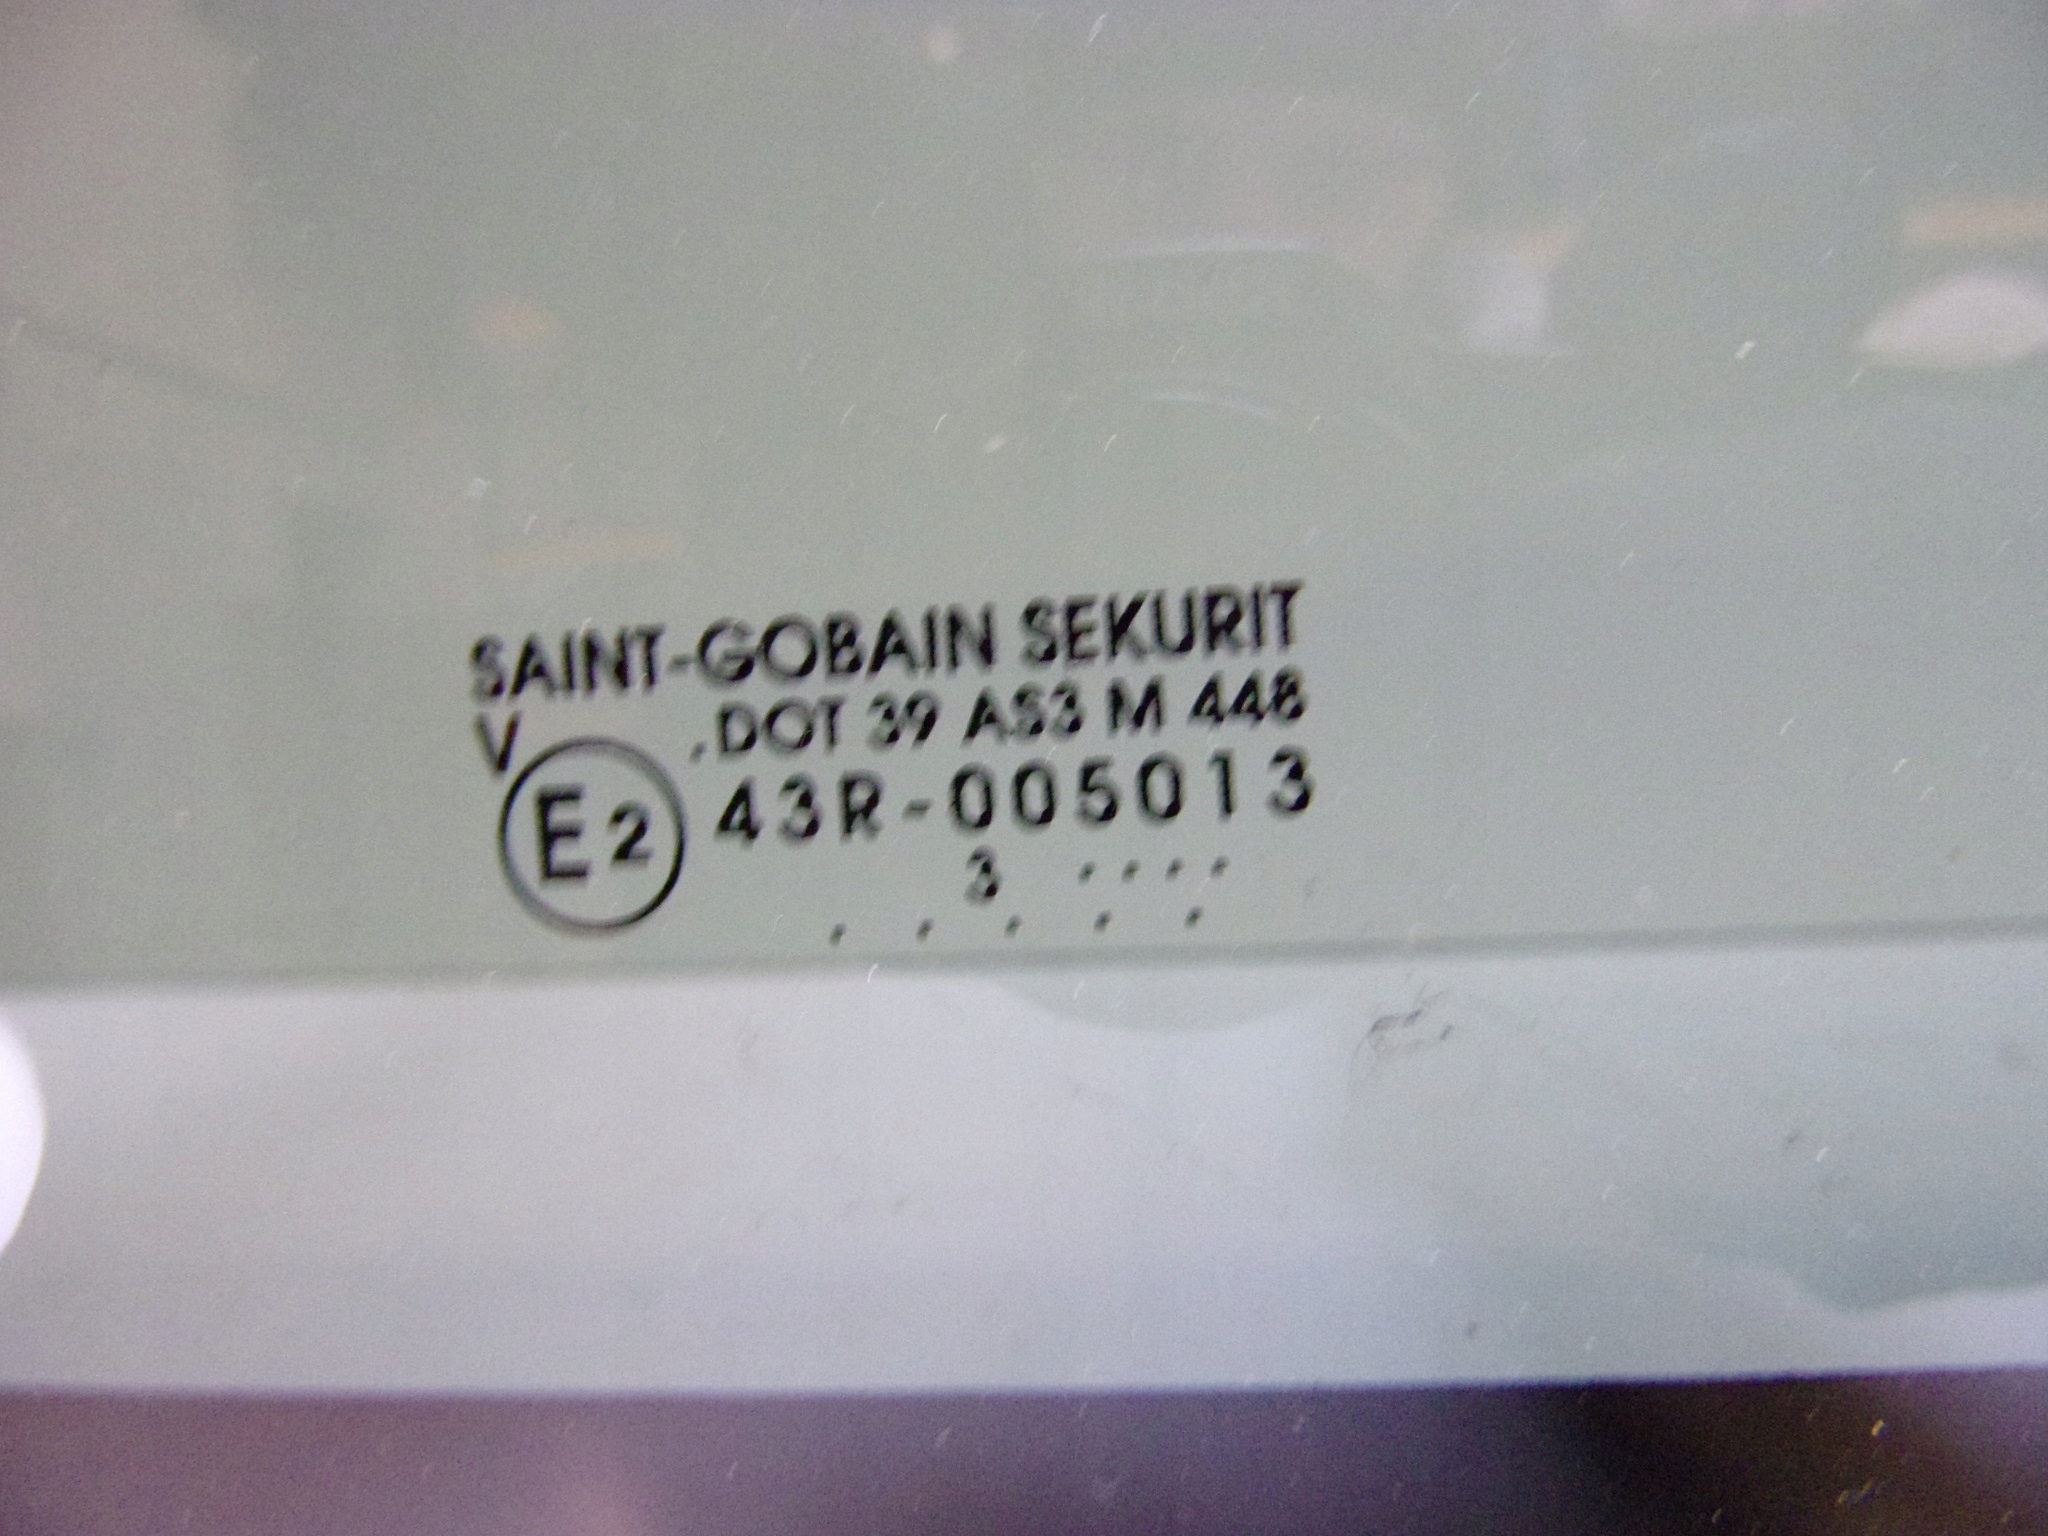 SAINT-GOBAIN SEKURIT
V .DOT 39 AS3 M 448
E2 43R-005013
3 ....
. . . . .